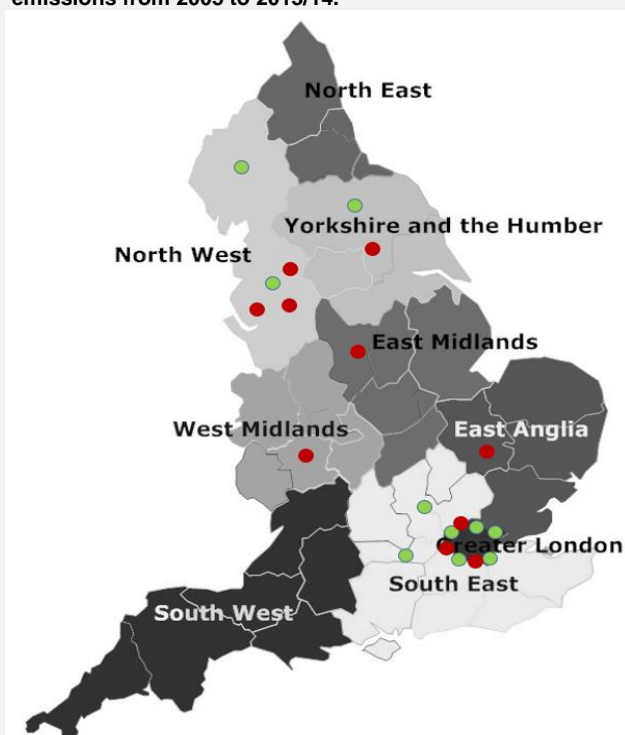 emissions from 2005 to 2013/14.
North East
Yorkshire and the Humber
North West
East Midlands
West Midlands
East Anglia
Greater London
South East
South West